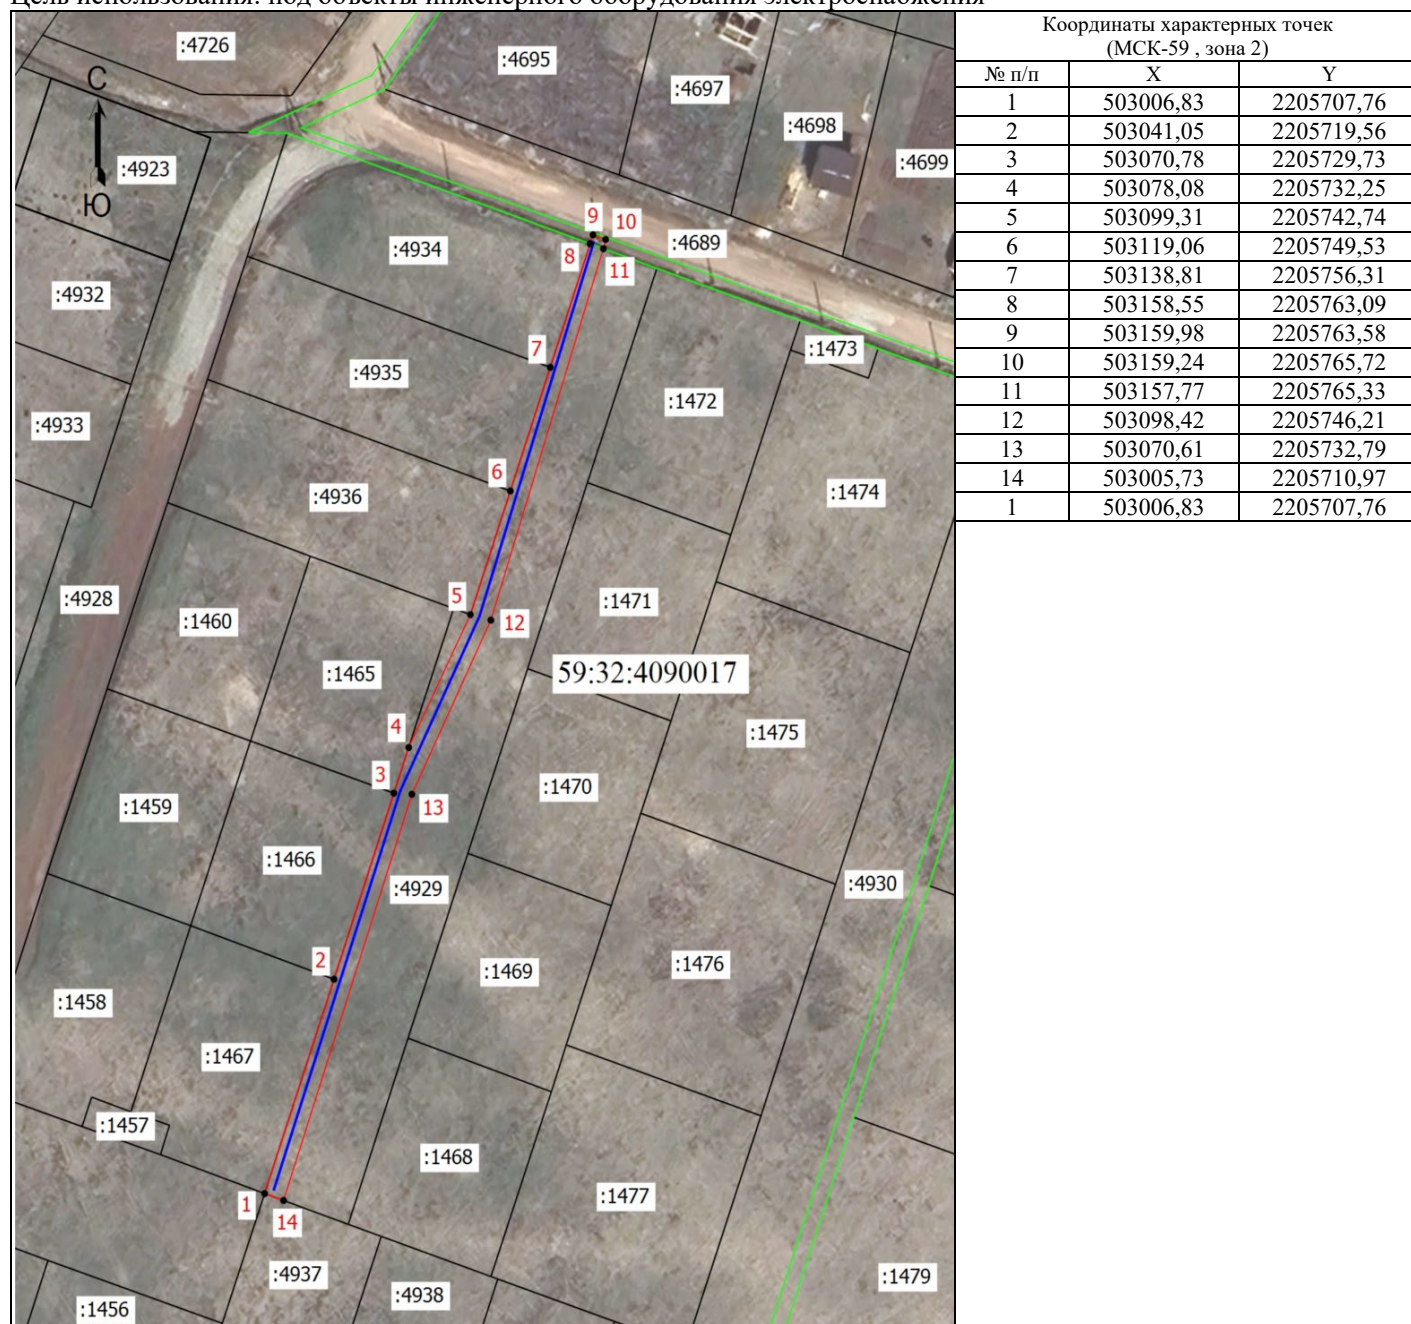 Цель использования: под объекты инженерного оборудования электроснабжения
Координаты характерных точек
(МСК-59 , зона 2)
№ п/п X Y
1 503006,83 2205707,76
2 503041,05 2205719,56
3 503070,78 2205729,73
4 503078,08 2205732,25
5 503099,31 2205742,74
6 503119,06 2205749,53
7 503138,81 2205756,31
8 503158,55 2205763,09
9 503159,98 2205763,58
10 503159,24 2205765,72
11 503157,77 2205765,33
12 503098,42 2205746,21
13 503070,61 2205732,79
14 503005,73 2205710,97
1 503006,83 2205707,76
:4726
:4695
:4697
С
:4698
:4923
:4699
Ю
9
10
:4934
8
:4689
11
:4932
:1473
7
:4935
:1472
:4933
6
:4936
:1474
:4928
5
:1471
:1460
12
:1465
59:32:4090017
4
:1475
3
:1470
:1459
13
:1466
:4929
:4930
2
:1469
:1476
:1458
:1467
:1457
:1468
1
:1477
14
:4937
:1479
:4938
:1456